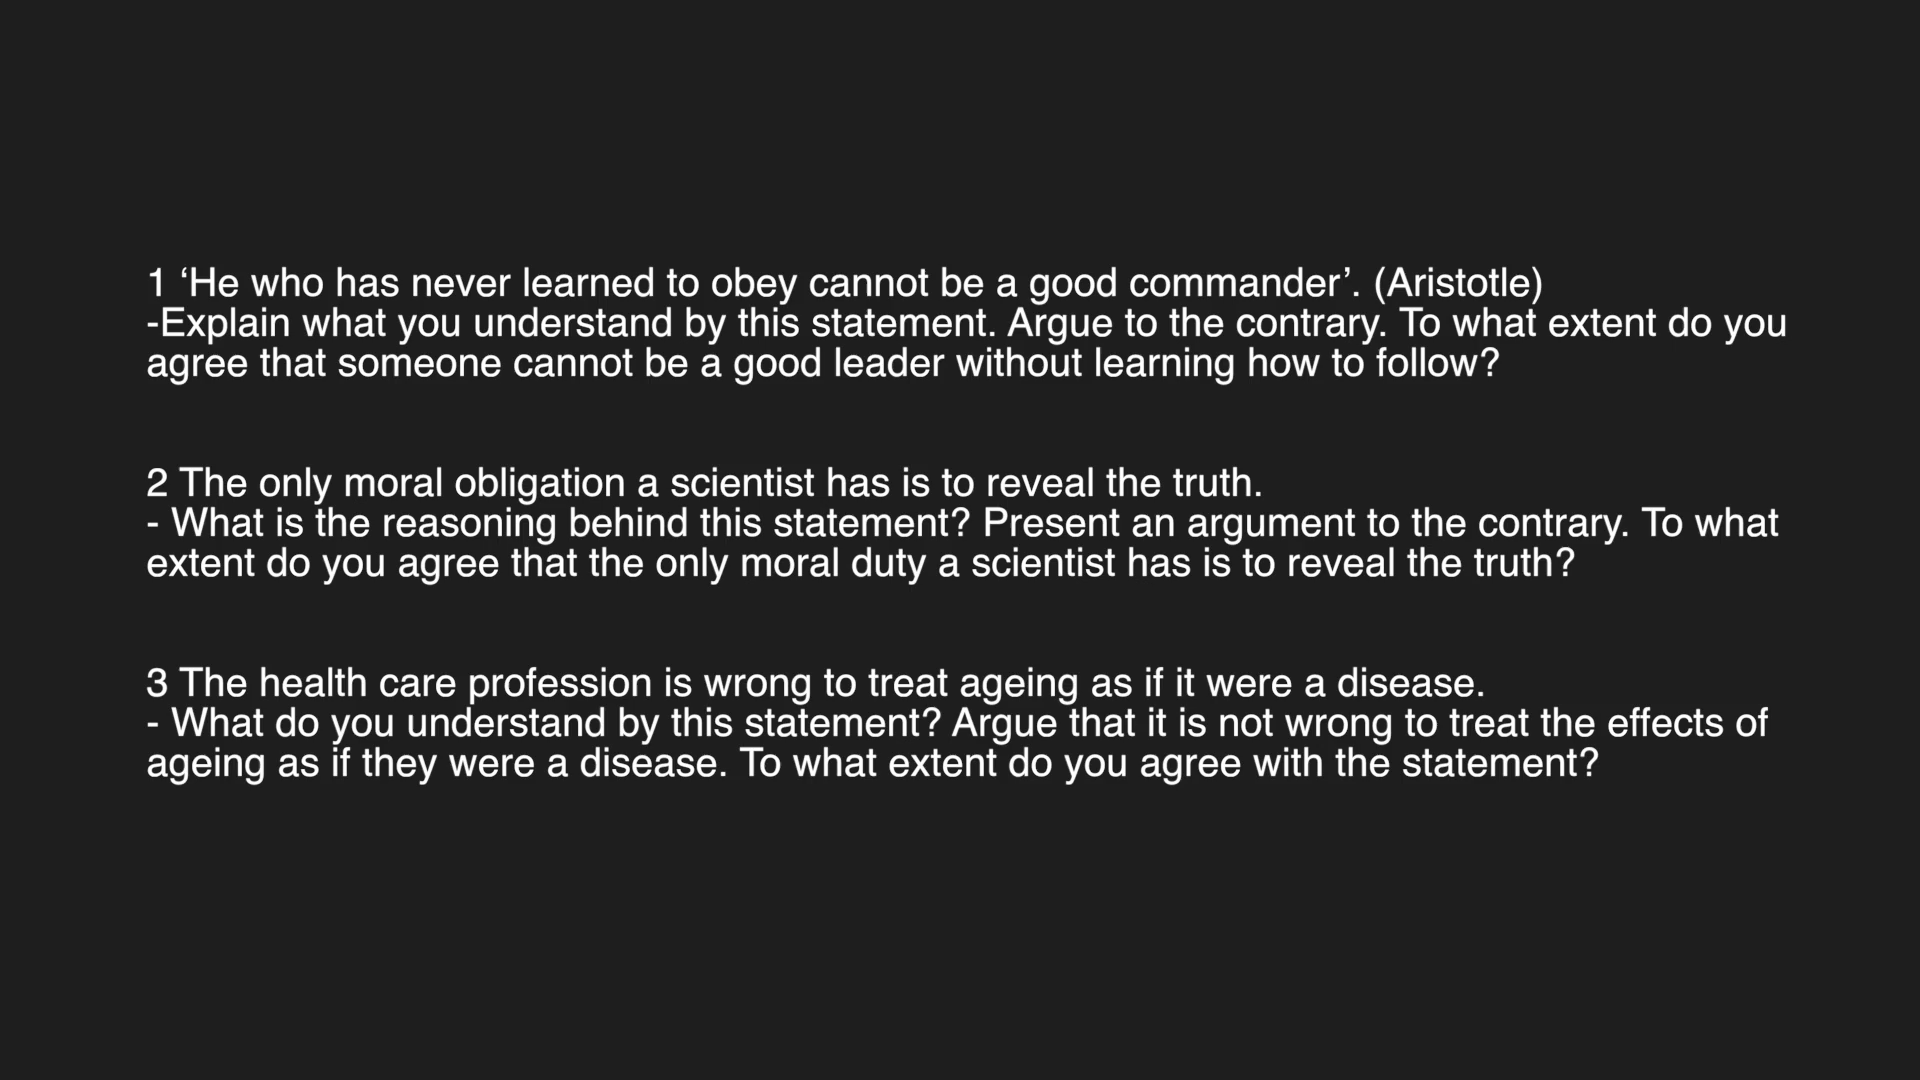 1 ‘He who has never learned to obey cannot be a good commander’. (Aristotle)
-Explain what you understand by this statement. Argue to the contrary. To what extent do you
agree that someone cannot be a good leader without learning how to follow?
2 The only moral obligation a scientist has is to reveal the truth.
- What is the reasoning behind this statement? Present an argument to the contrary. To what
extent do you agree that the only moral duty a scientist has is to reveal the truth?
3 The health care profession is wrong to treat ageing as if it were a disease.
- What do you understand by this statement? Argue that it is not wrong to treat the effects of
ageing as if they were a disease. To what extent do you agree with the statement?